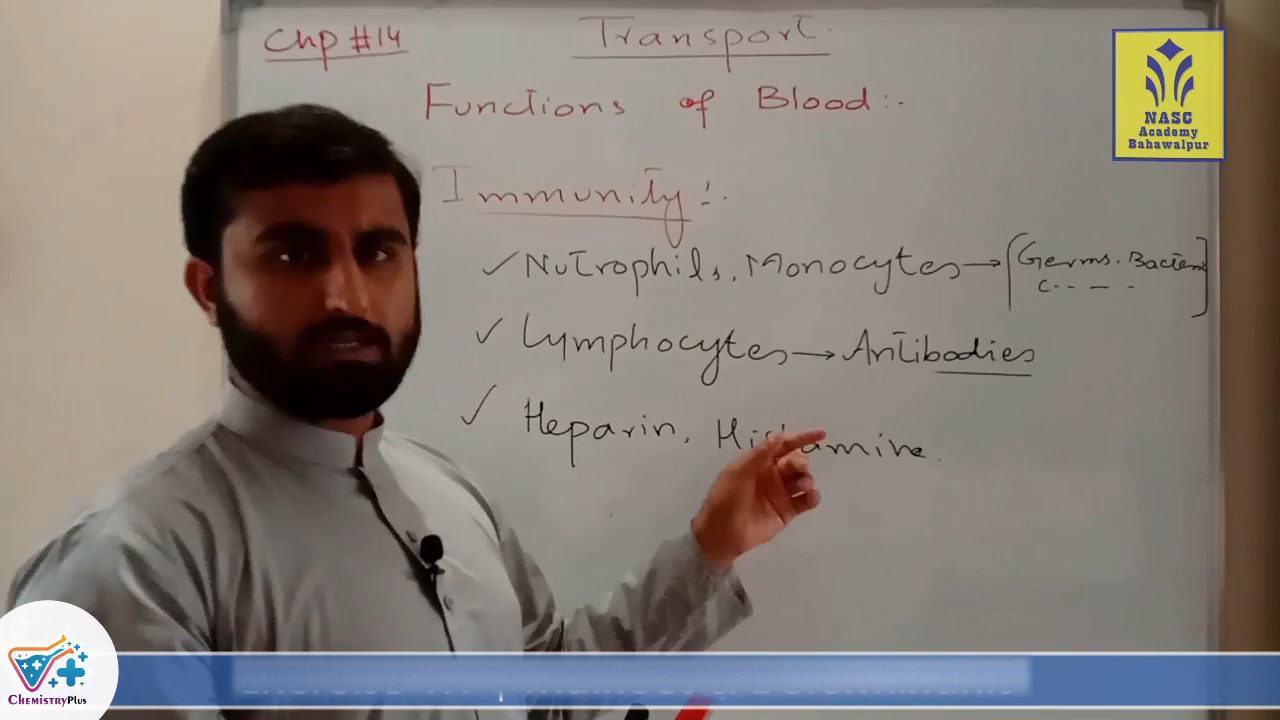 Chp #14
Transport.
Functions of Blood:-
Immunity:-
✓ Nutrophils, Monocytes → [Germs. Bacteria
c-- — -
✓ Lymphocytes → Antibodies
✓ Heparin, Histamine.
NASC
Academy
Bahawalpur
ChemistryPlus